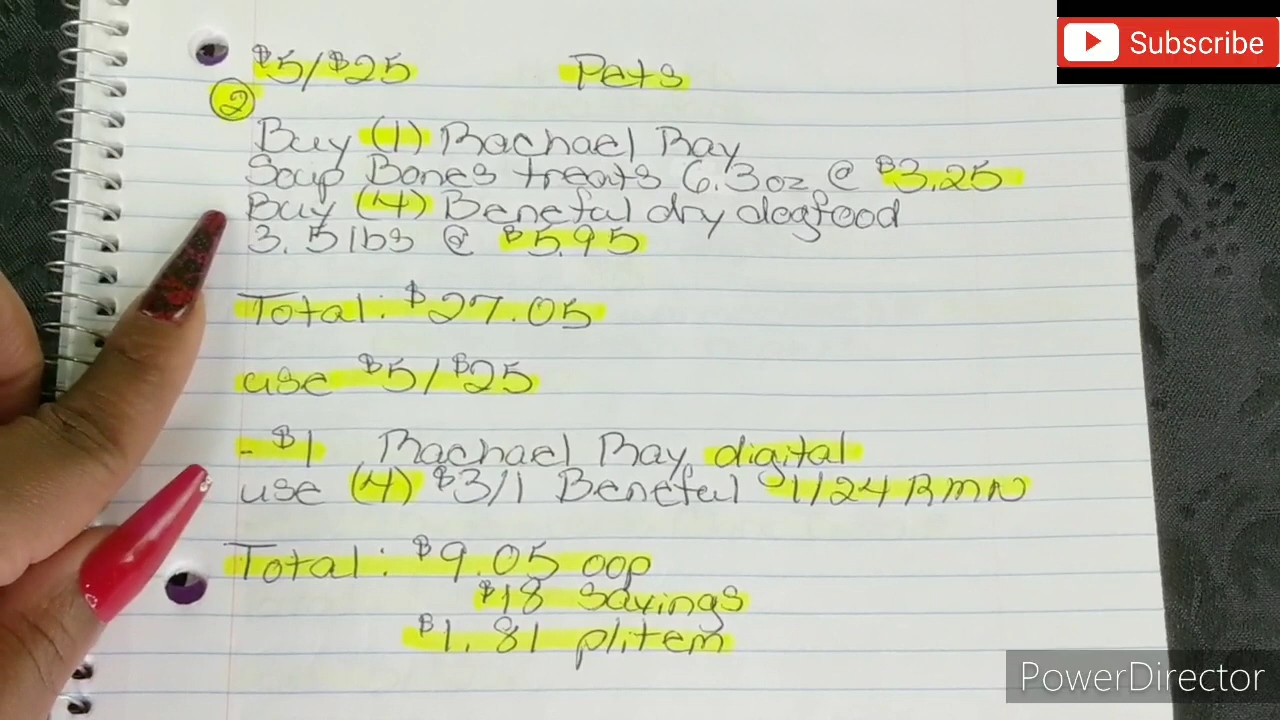 Subscribe
$5/$25 Pets
2
Buy (1) Rachael Ray
Soup Bones treats 6.3oz @ $3.25
Buy (4) Beneful dry dogfood
3.5lbs @ $5.95
Total: $27.05
use $5/$25
- $1 Rachael Ray digital
use (4) $3/1 Beneful 1/24 RMN
Total: $9.05 oop
$18 savings
$1.81 p/item
PowerDirector